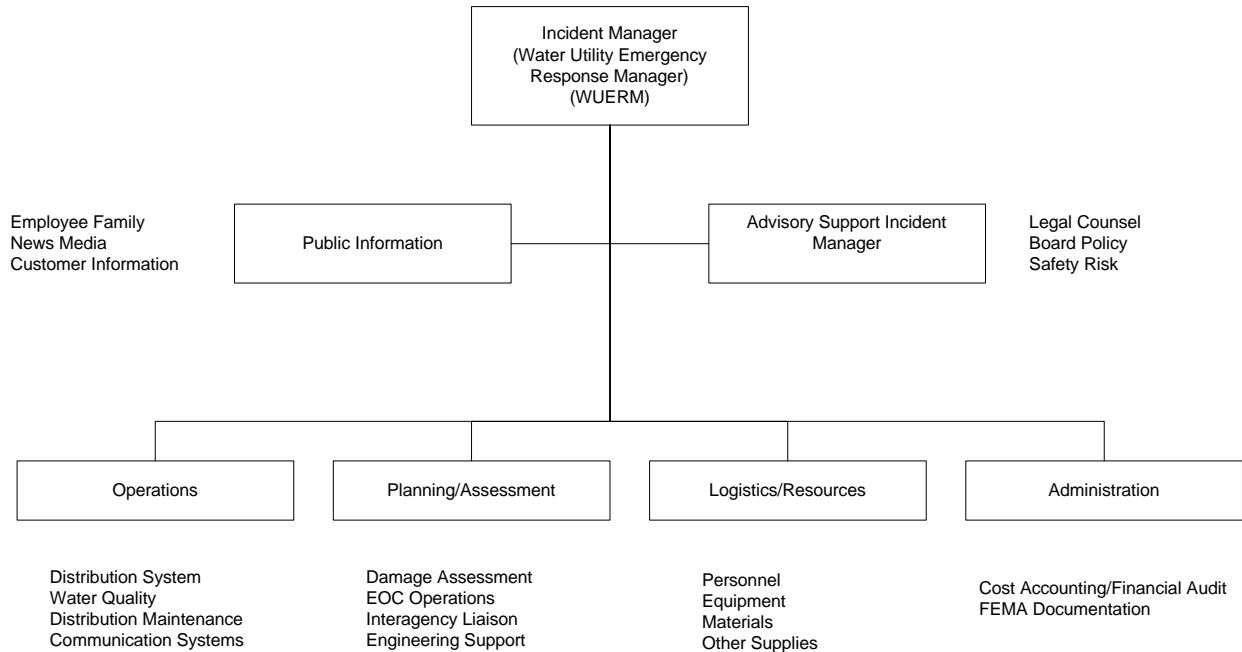 Incident Manager
(Water Utility Emergency
Response Manager)
(WUERM)
Employee Family
News Media
Customer Information
Public Information
Advisory Support Incident
Manager
Legal Counsel
Board Policy
Safety Risk
Operations
Planning/Assessment
Logistics/Resources
Administration
Distribution System
Water Quality
Distribution Maintenance
Communication Systems
Damage Assessment
EOC Operations
Interagency Liaison
Engineering Support
Personnel
Equipment
Materials
Other Supplies
Cost Accounting/Financial Audit
FEMA Documentation